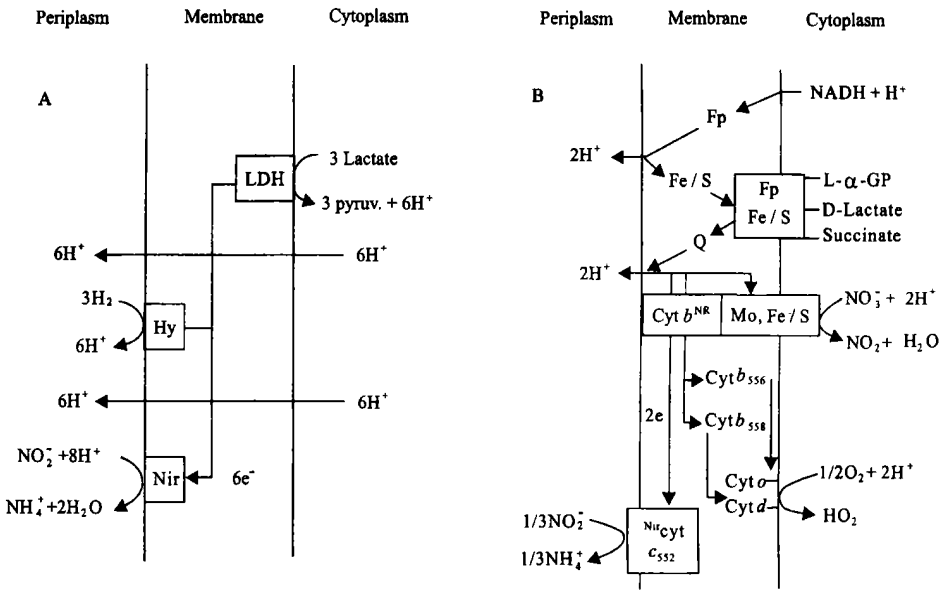 Periplasm Membrane Cytoplasm
A
LDH
3 Lactate
3 pyruv. + 6H⁺
6H⁺ 6H⁺
3H₂
Hy
6H⁺
6H⁺ 6H⁺
NO₂⁻ +8H⁺
Nir
6e⁻
NH₄⁺ +2H₂O
Periplasm Membrane Cytoplasm
B
NADH + H⁺
Fp
2H⁺
Fe / S
Fp
Fe / S
L-α-GP
D-Lactate
Succinate
Q
2H⁺
Cyt b^NR
Mo, Fe / S
NO₃⁻ + 2H⁺
NO₂ + H₂O
Cyt b₅₅₆
2e
Cyt b₅₅₈
Cyt o
Cyt d
1/2O₂ + 2H⁺
HO₂
1/3NO₂⁻
1/3NH₄⁺
Nir cyt
c₅₅₂